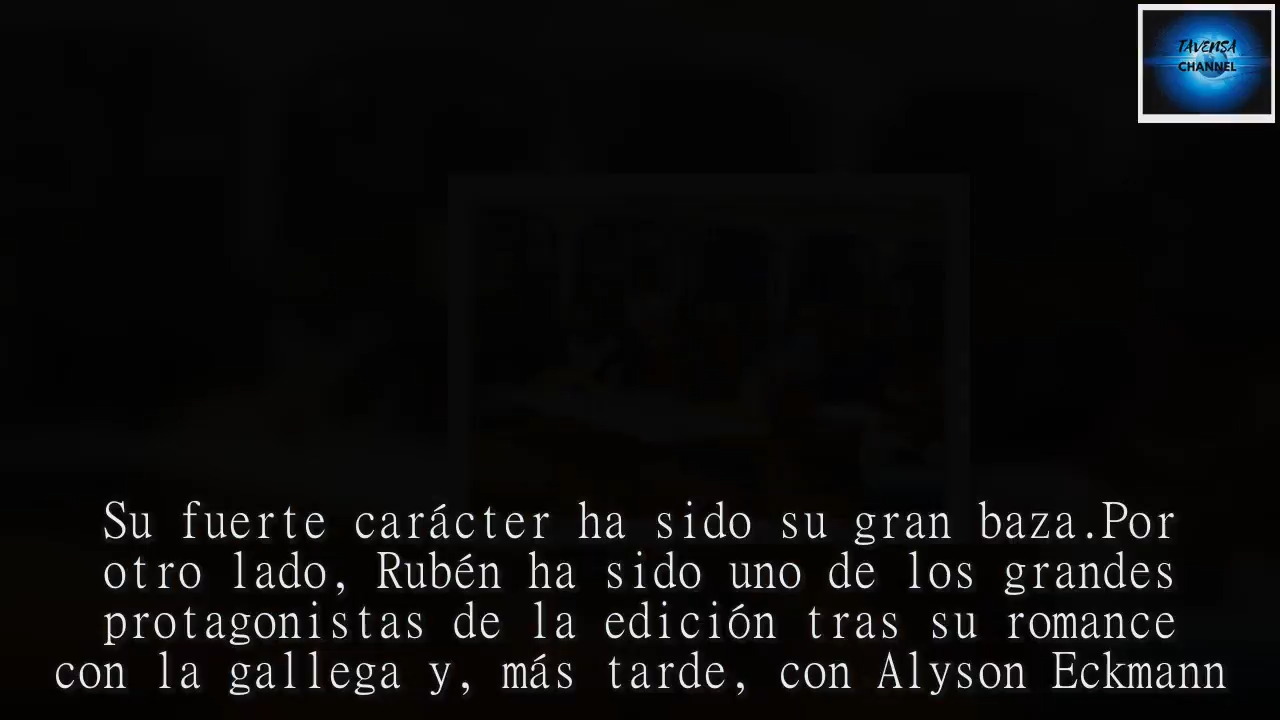 TAVENSA
CHANNEL
Su fuerte carácter ha sido su gran baza.Por
otro lado, Rubén ha sido uno de los grandes
protagonistas de la edición tras su romance
con la gallega y, más tarde, con Alyson Eckmann